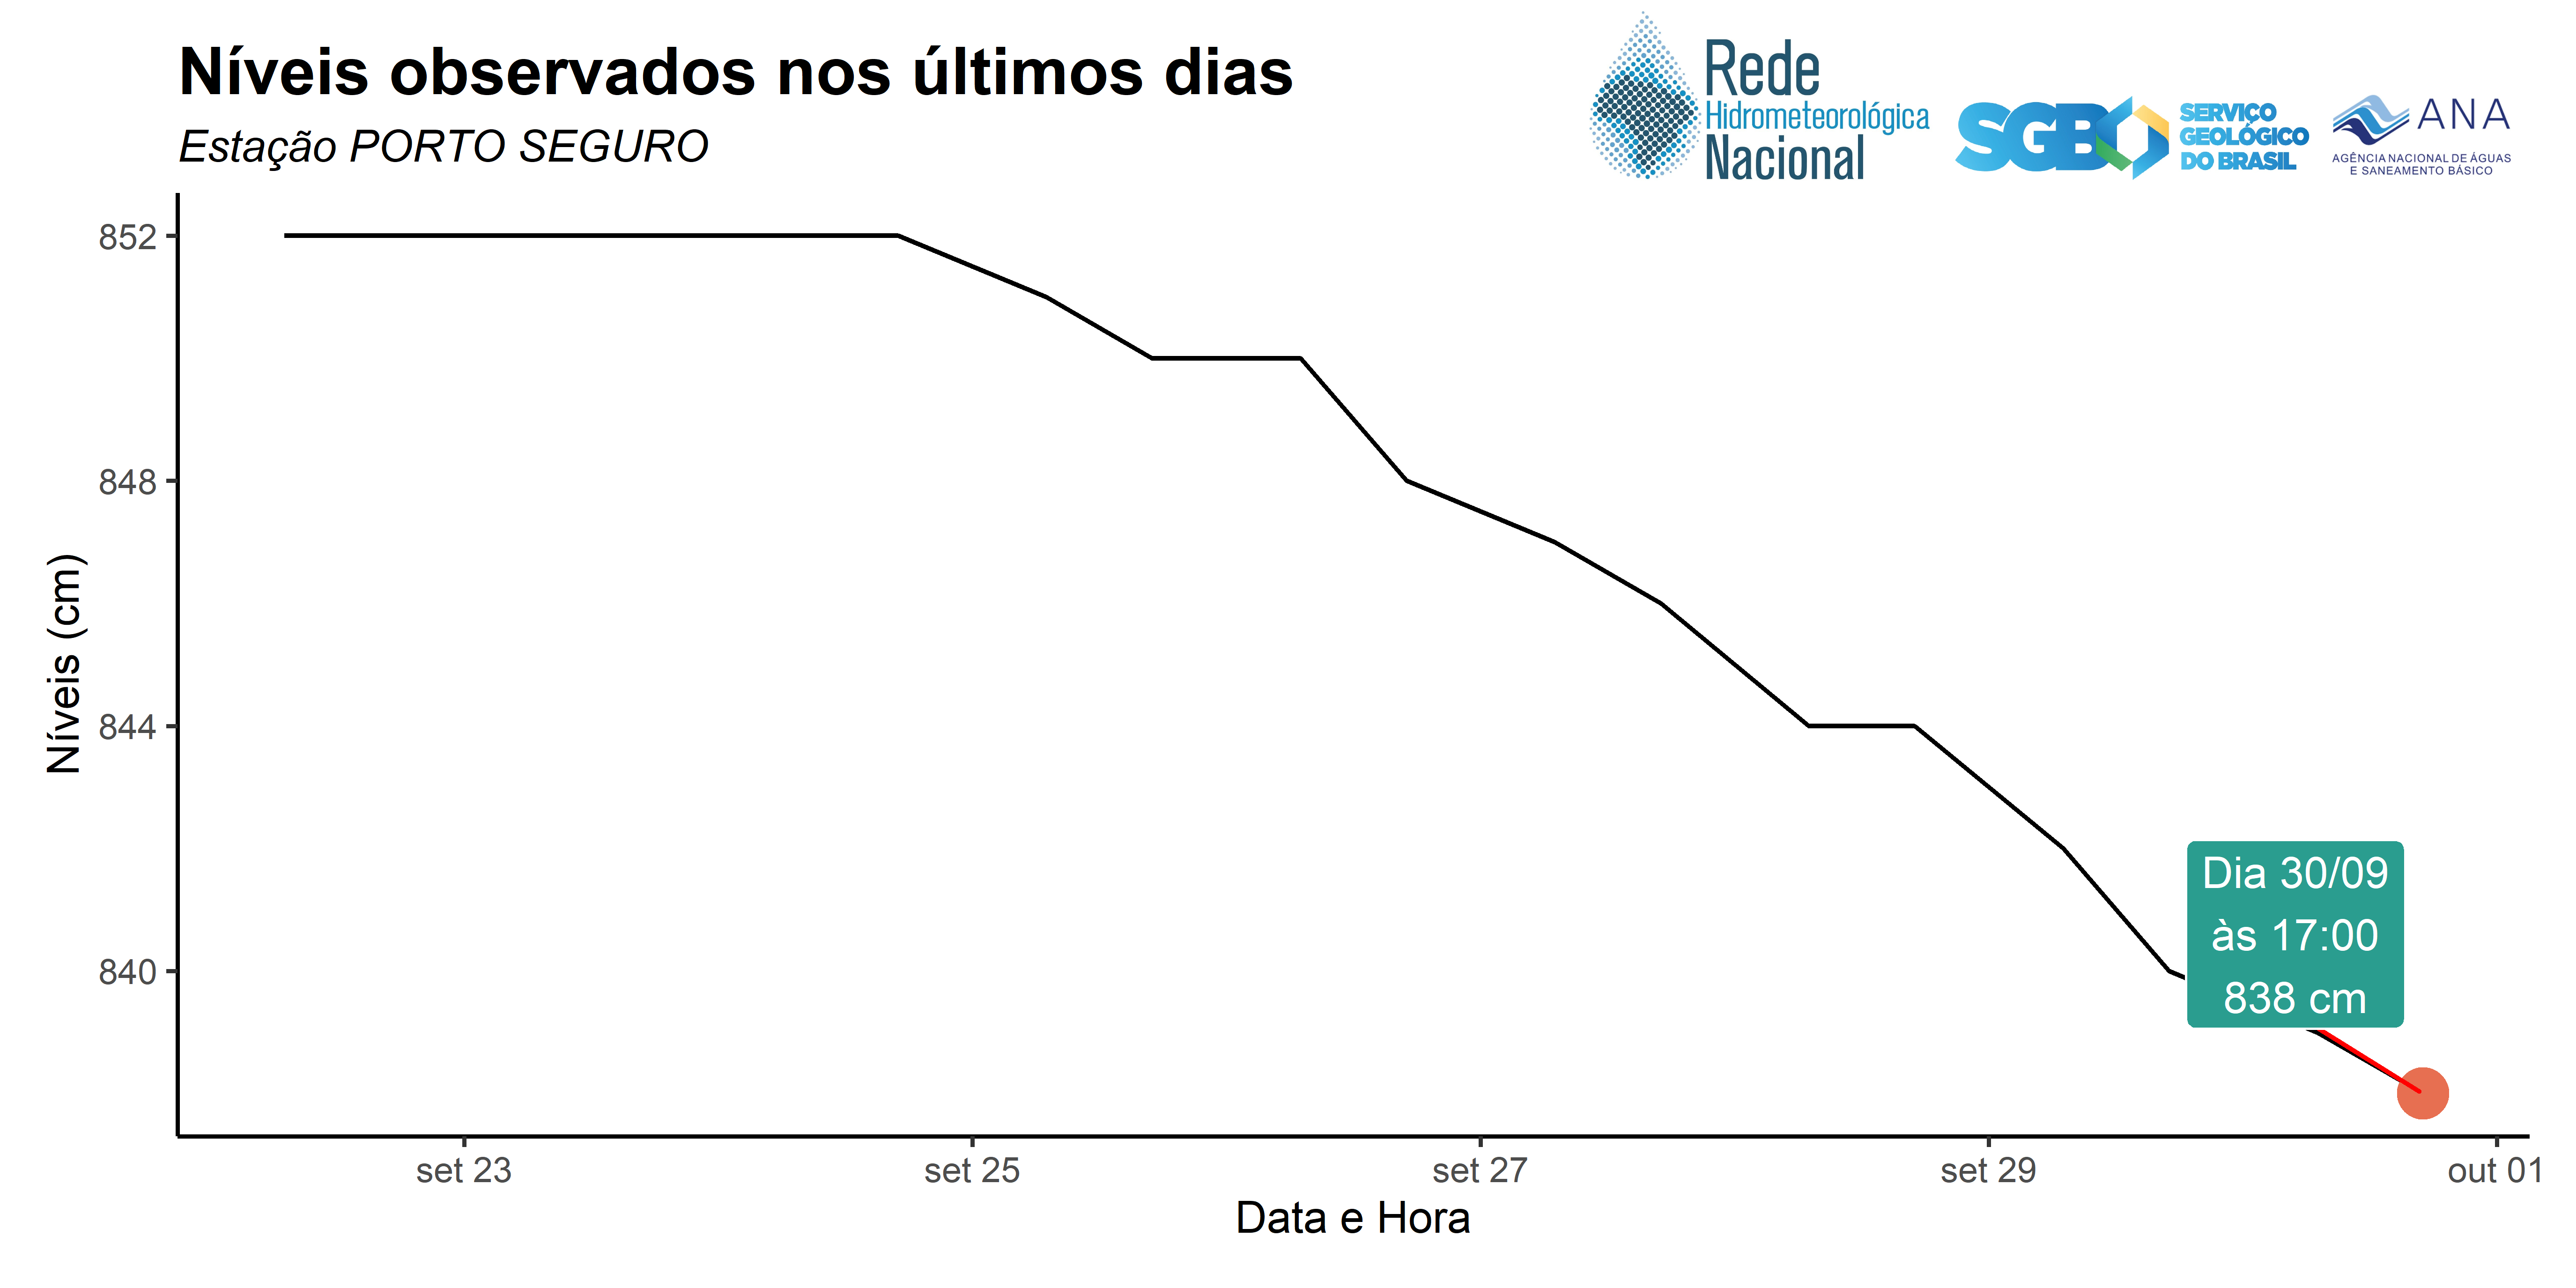 Níveis observados nos últimos dias
Estação PORTO SEGURO
Rede
Hidrometeorológica
Nacional
SGB
SERVIÇO
GEOLÓGICO
DO BRASIL
ANA
AGÊNCIA NACIONAL DE ÁGUAS
E SANEAMENTO BÁSICO
Níveis (cm)
852
848
844
840
Dia 30/09
às 17:00
838 cm
set 23
set 25
set 27
set 29
out 01
Data e Hora